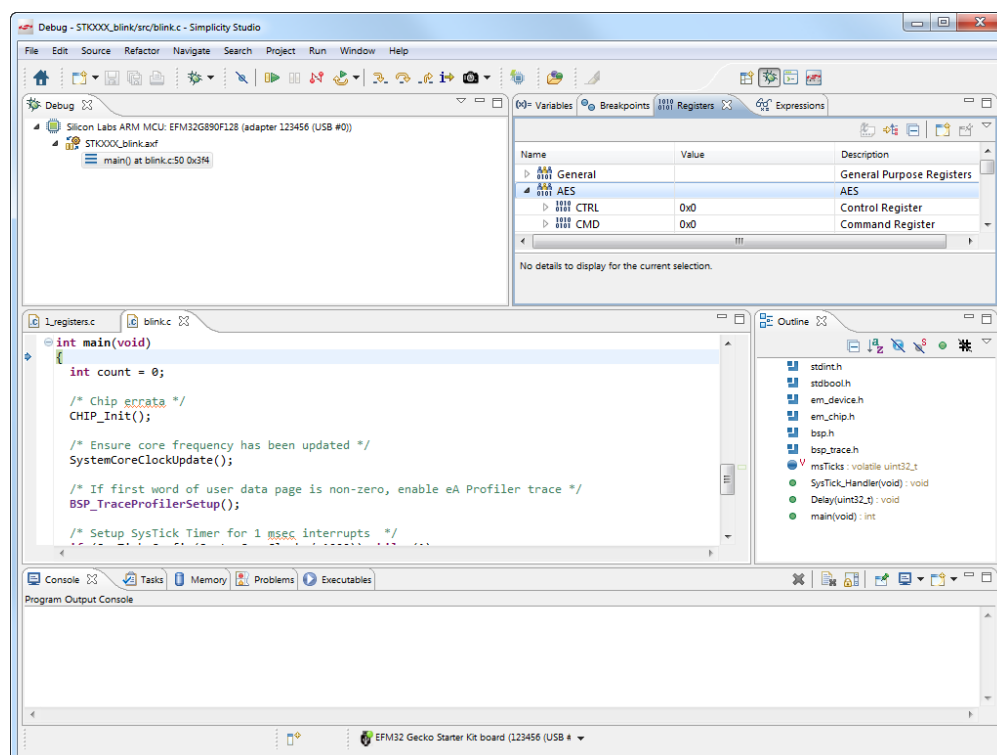 Debug - STKXXX_blink/src/blink.c - Simplicity Studio
File Edit Source Refactor Navigate Search Project Run Window Help
Debug
Silicon Labs ARM MCU: EFM32G890F128 (adapter 123456 (USB #0))
STKXXX_blink.axf
main() at blink.c:50 0x3f4
(x)= Variables Breakpoints Registers Expressions
Name Value Description
General General Purpose Registers
AES AES
CTRL 0x0 Control Register
CMD 0x0 Command Register
No details to display for the current selection.
1_registers.c blink.c
int main(void)
{
int count = 0;
/* Chip errata */
CHIP_Init();
/* Ensure core frequency has been updated */
SystemCoreClockUpdate();
/* If first word of user data page is non-zero, enable eA Profiler trace */
BSP_TraceProfilerSetup();
/* Setup SysTick Timer for 1 msec interrupts */
Outline
stdint.h
stdbool.h
em_device.h
em_chip.h
bsp.h
bsp_trace.h
msTicks : volatile uint32_t
SysTick_Handler(void) : void
Delay(uint32_t) : void
main(void) : int
Console Tasks Memory Problems Executables
Program Output Console
EFM32 Gecko Starter Kit board (123456 (USB #